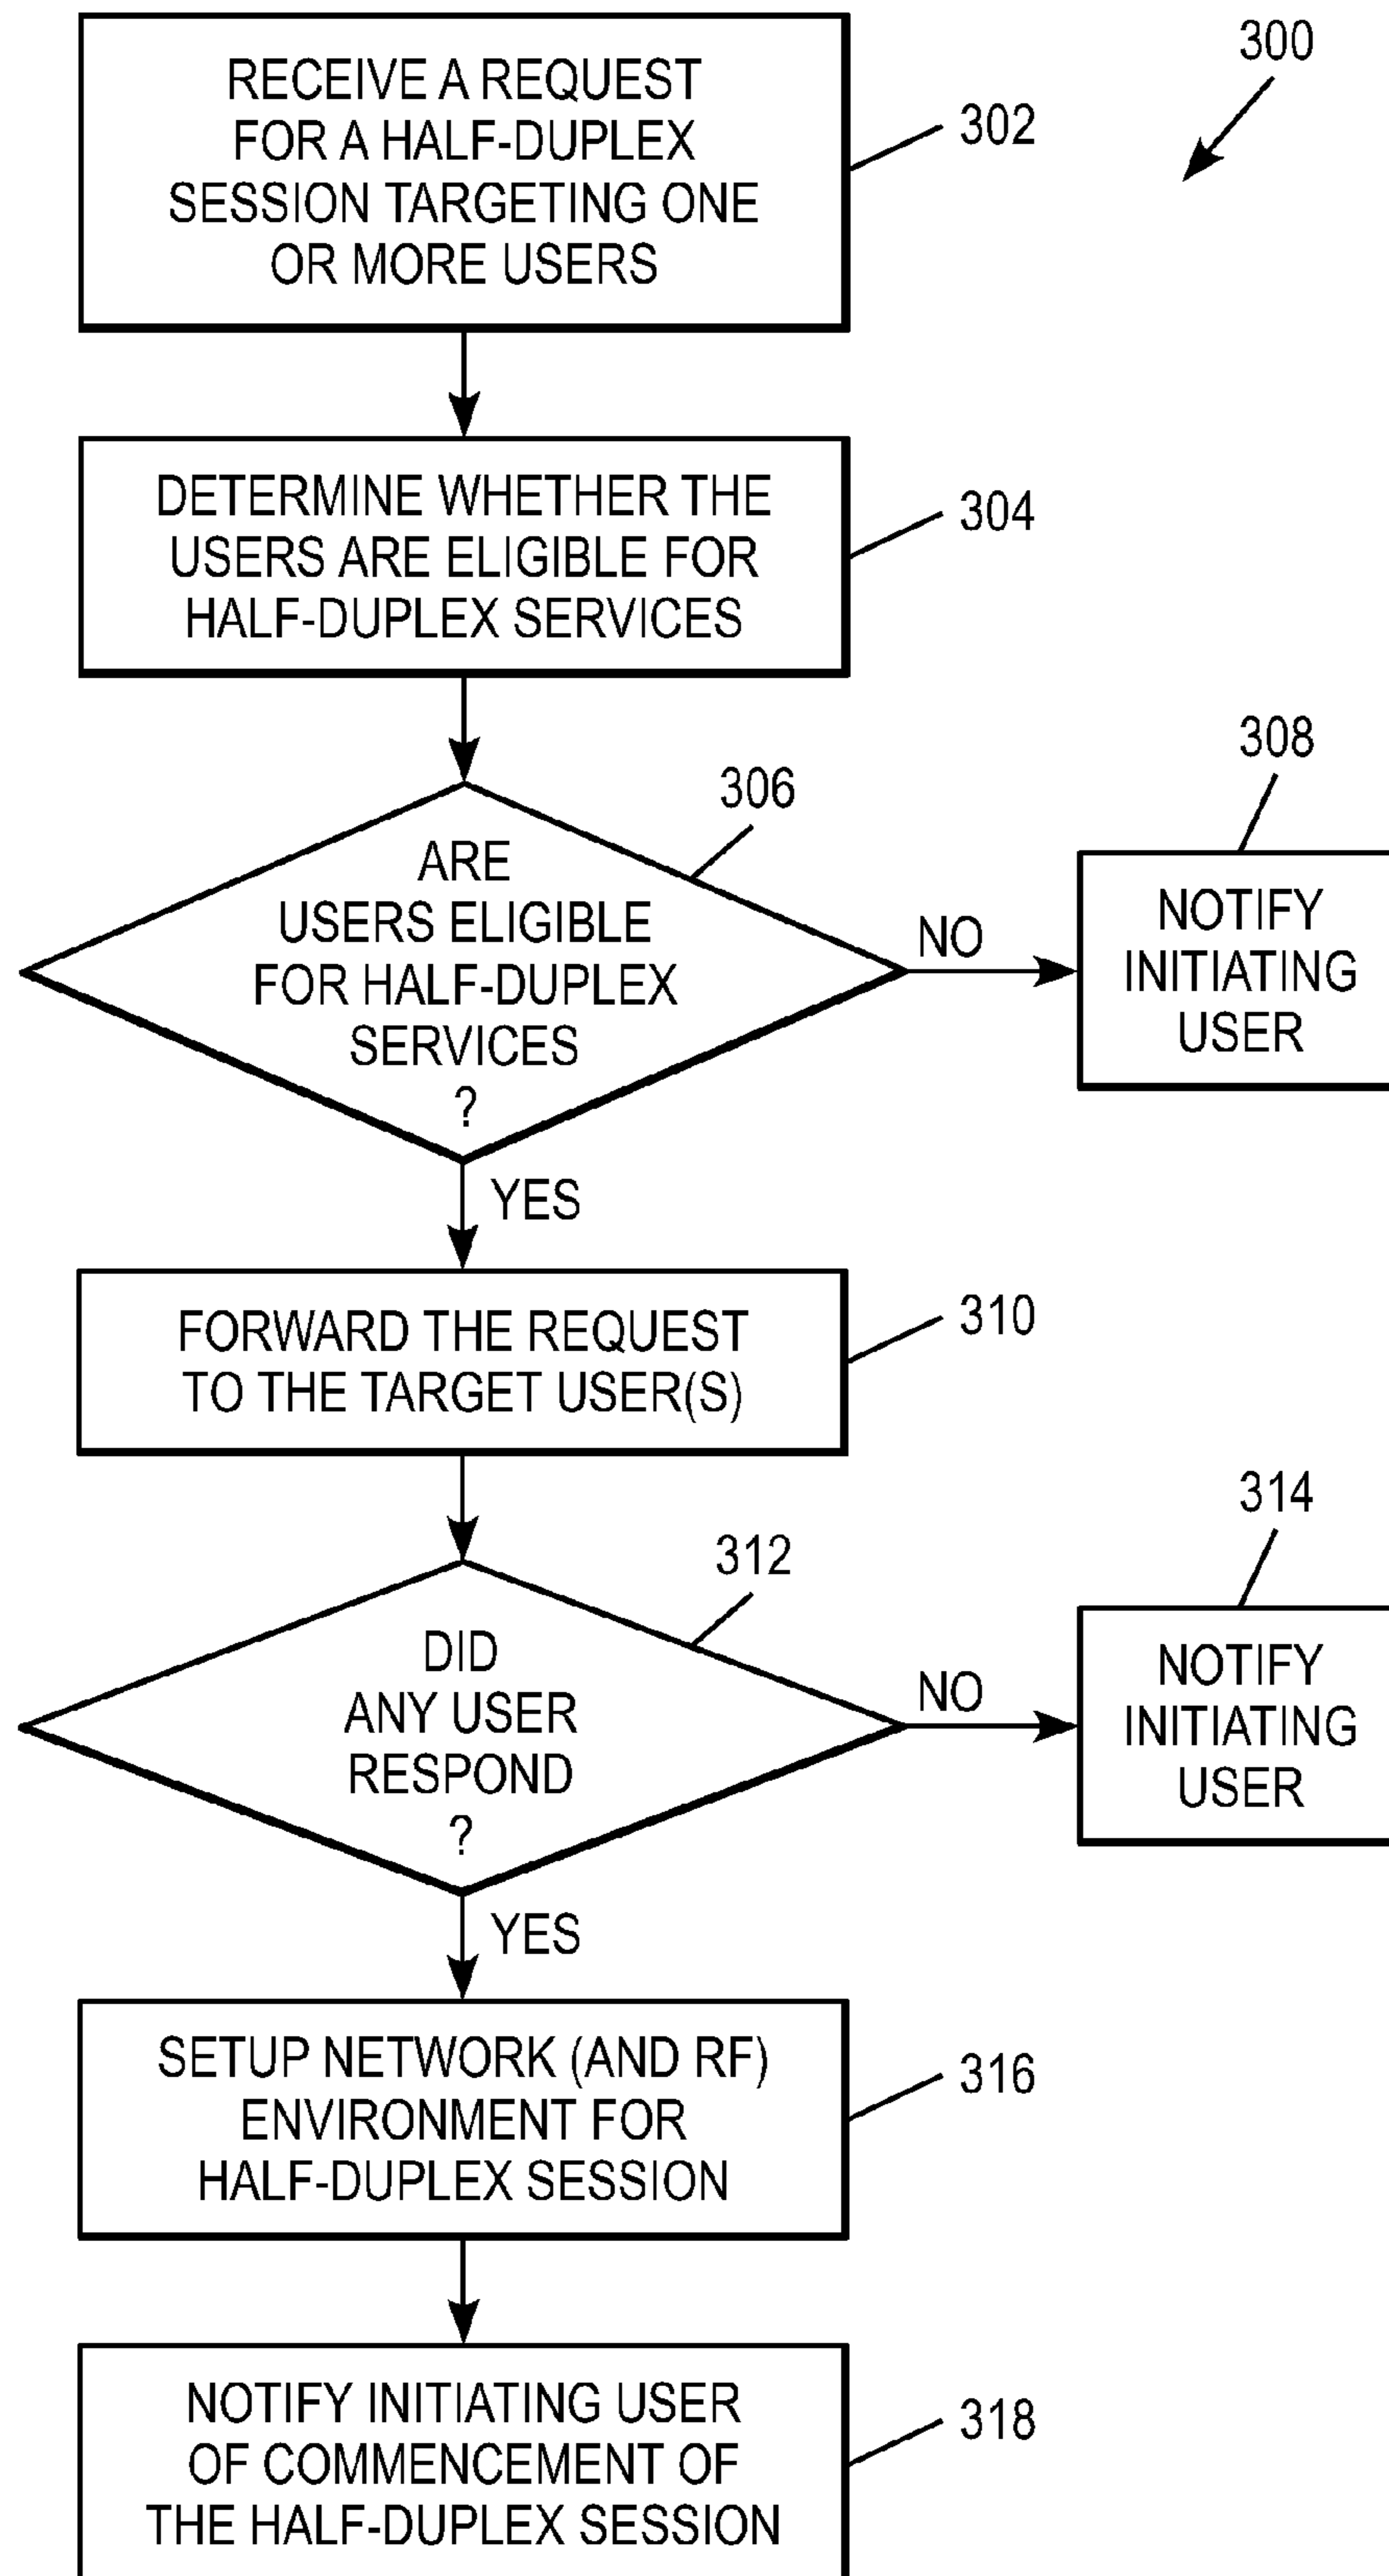 300
RECEIVE A REQUEST
FOR A HALF-DUPLEX
SESSION TARGETING ONE
OR MORE USERS
302
DETERMINE WHETHER THE
USERS ARE ELIGIBLE FOR
HALF-DUPLEX SERVICES
304
306
ARE
USERS ELIGIBLE
FOR HALF-DUPLEX
SERVICES
?
NO
308
NOTIFY
INITIATING
USER
YES
FORWARD THE REQUEST
TO THE TARGET USER(S)
310
312
DID
ANY USER
RESPOND
?
NO
314
NOTIFY
INITIATING
USER
YES
SETUP NETWORK (AND RF)
ENVIRONMENT FOR
HALF-DUPLEX SESSION
316
NOTIFY INITIATING USER
OF COMMENCEMENT OF
THE HALF-DUPLEX SESSION
318